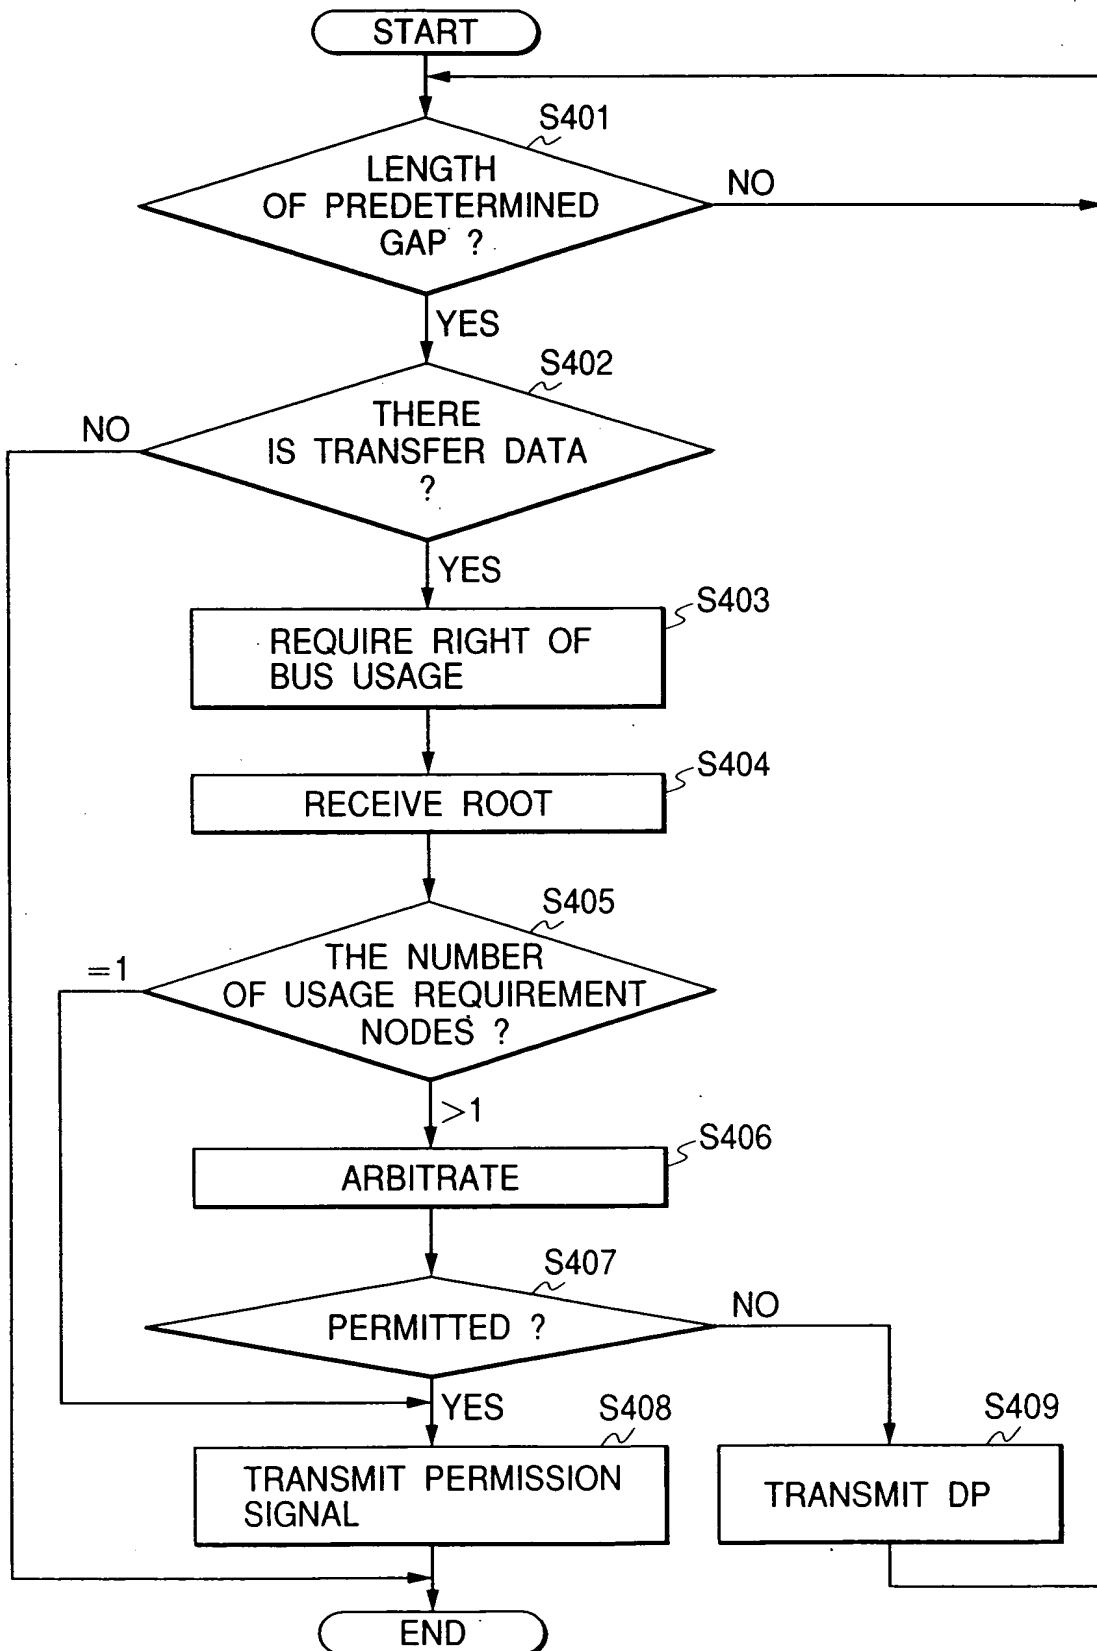 START
S401
LENGTH
OF PREDETERMINED
GAP ?
NO
YES
S402
THERE
IS TRANSFER DATA
?
NO
YES
S403
REQUIRE RIGHT OF
BUS USAGE
S404
RECEIVE ROOT
S405
THE NUMBER
OF USAGE REQUIREMENT
NODES ?
=1
>1
S406
ARBITRATE
S407
PERMITTED ?
NO
YES
S408
TRANSMIT PERMISSION
SIGNAL
S409
TRANSMIT DP
END